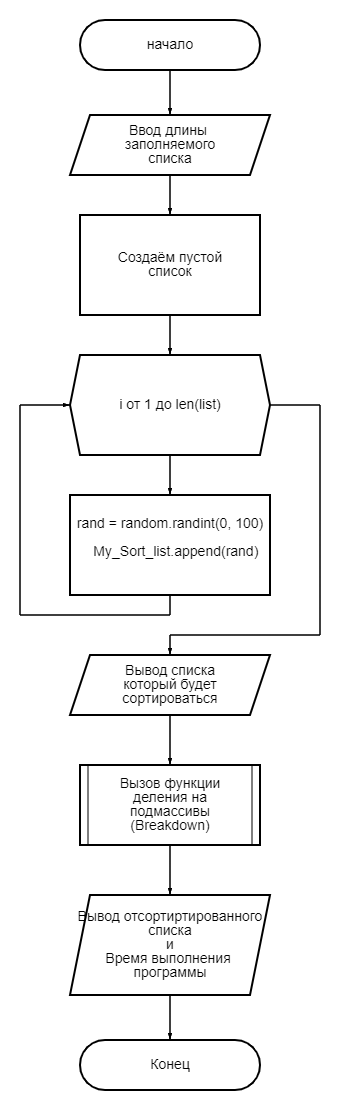 начало
Ввод длины
заполняемого
списка
Создаём пустой
список
i от 1 до len(list)
rand = random.randint(0, 100)
My_Sort_list.append(rand)
Вывод списка
который будет
сортироваться
Вызов функции
деления на
подмассивы
(Breakdown)
Вывод отсортиртированного
списка
и
Время выполнения
программы
Конец